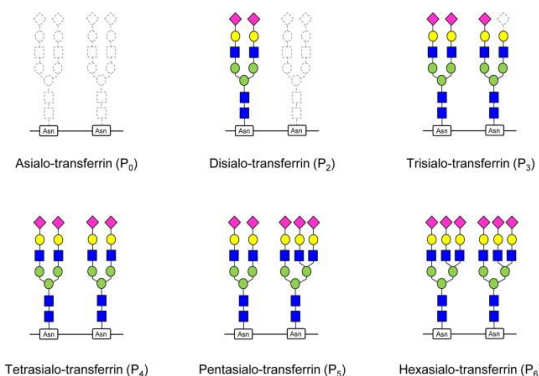 Asn Asn Asn Asn Asn Asn
Asialo-transferrin (P0) Disialo-transferrin (P2) Trisialo-transferrin (P3)
Asn Asn Asn Asn Asn Asn
Tetrasialo-transferrin (P4) Pentasialo-transferrin (P5) Hexasialo-transferrin (P6